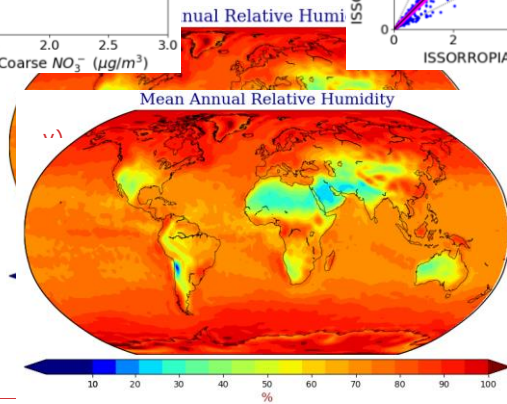 2.0 2.5 3.0
Coarse NO₃⁻ (μg/m³)
nual Relative Humi
0
0 2
ISSORROPIA
Mean Annual Relative Humidity
10 20 30 40 50 60 70 80 90 100
%